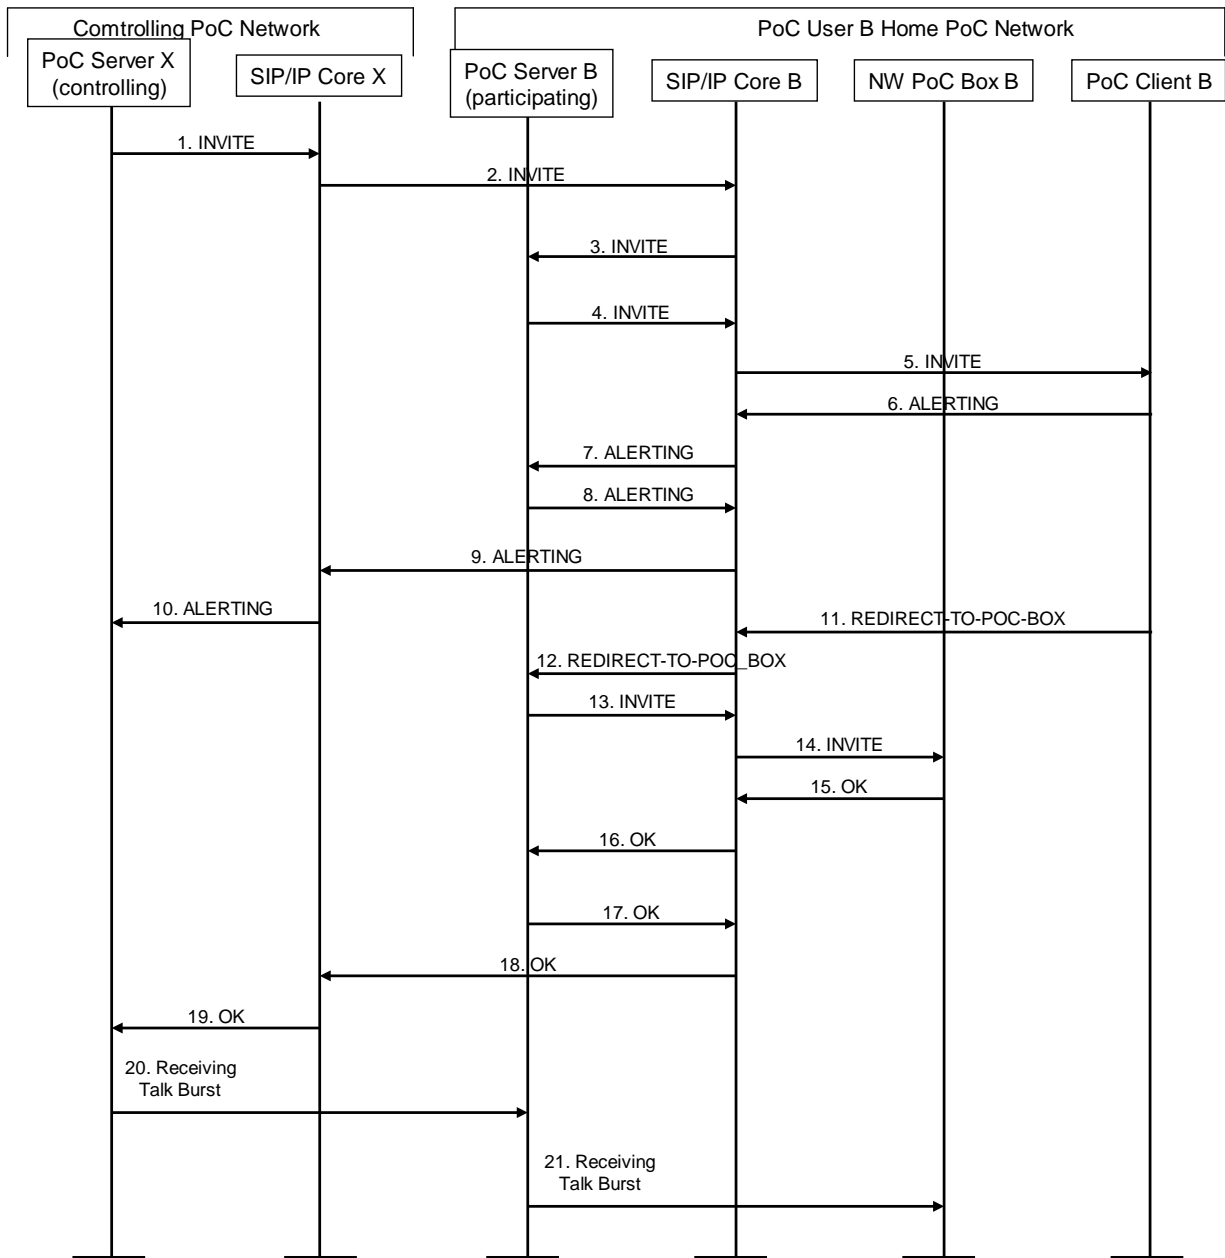 Comtrolling PoC Network
PoC User B Home PoC Network
PoC Server X
(controlling)
SIP/IP Core X
PoC Server B
(participating)
SIP/IP Core B
NW PoC Box B
PoC Client B
1. INVITE
2. INVITE
3. INVITE
4. INVITE
5. INVITE
6. ALERTING
7. ALERTING
8. ALERTING
9. ALERTING
10. ALERTING
11. REDIRECT-TO-POC-BOX
12. REDIRECT-TO-POC_BOX
13. INVITE
14. INVITE
15. OK
16. OK
17. OK
18. OK
19. OK
20. Receiving
Talk Burst
21. Receiving
Talk Burst